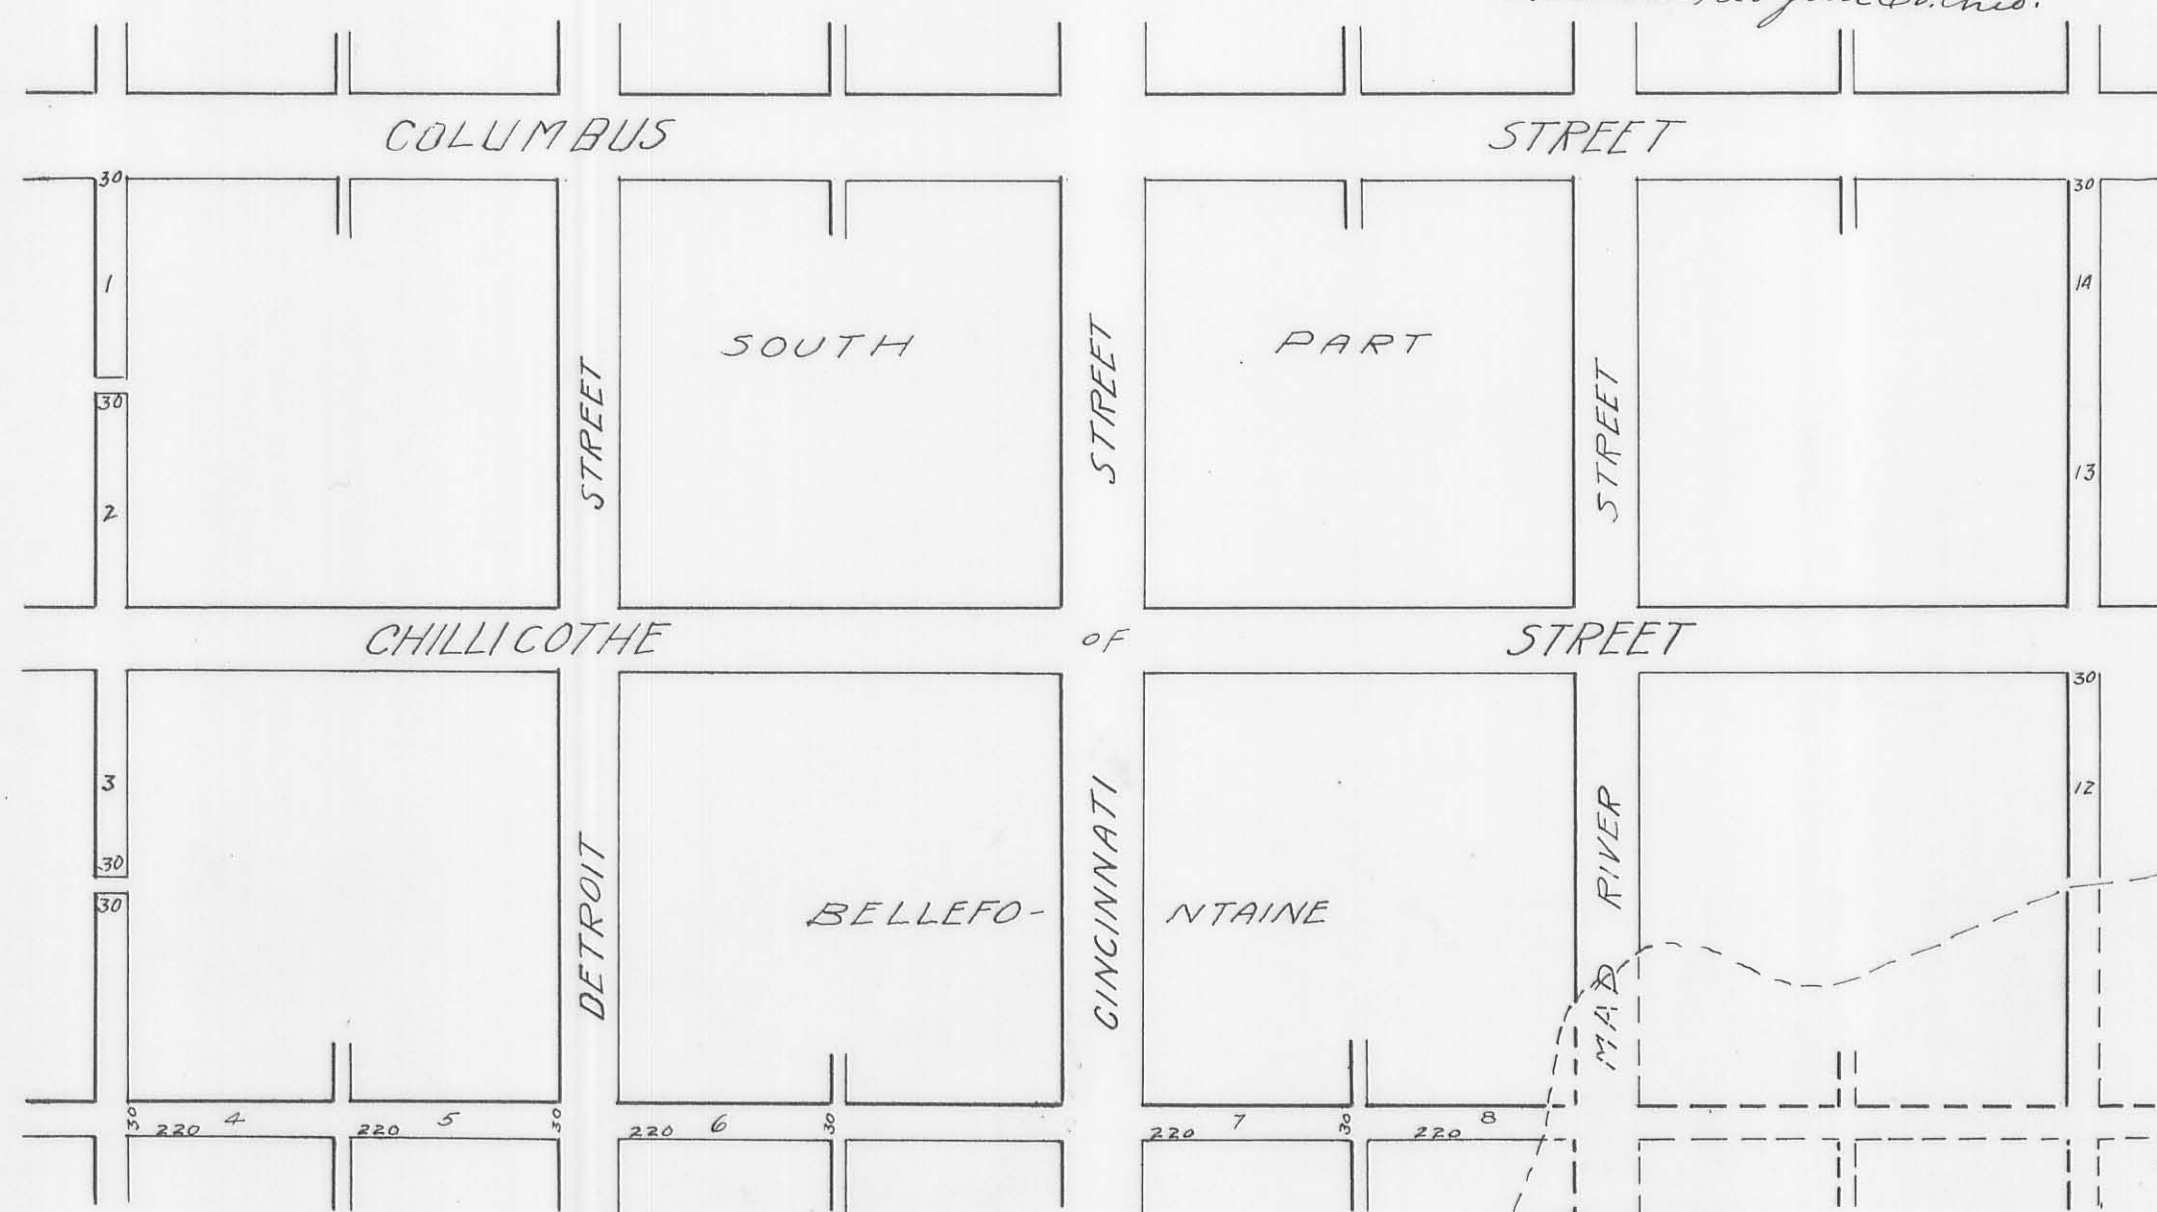 COLUMBUS STREET
30 30
1 14
SOUTH PART
STREET STREET STREET
30
13
2
CHILLICOTHE OF STREET
30
3 12
30
30
DETROIT CINCINNATI MAD RIVER
BELLEFO- NTAINE
30 220 4 220 5 30 220 6 30 220 7 30 220 8